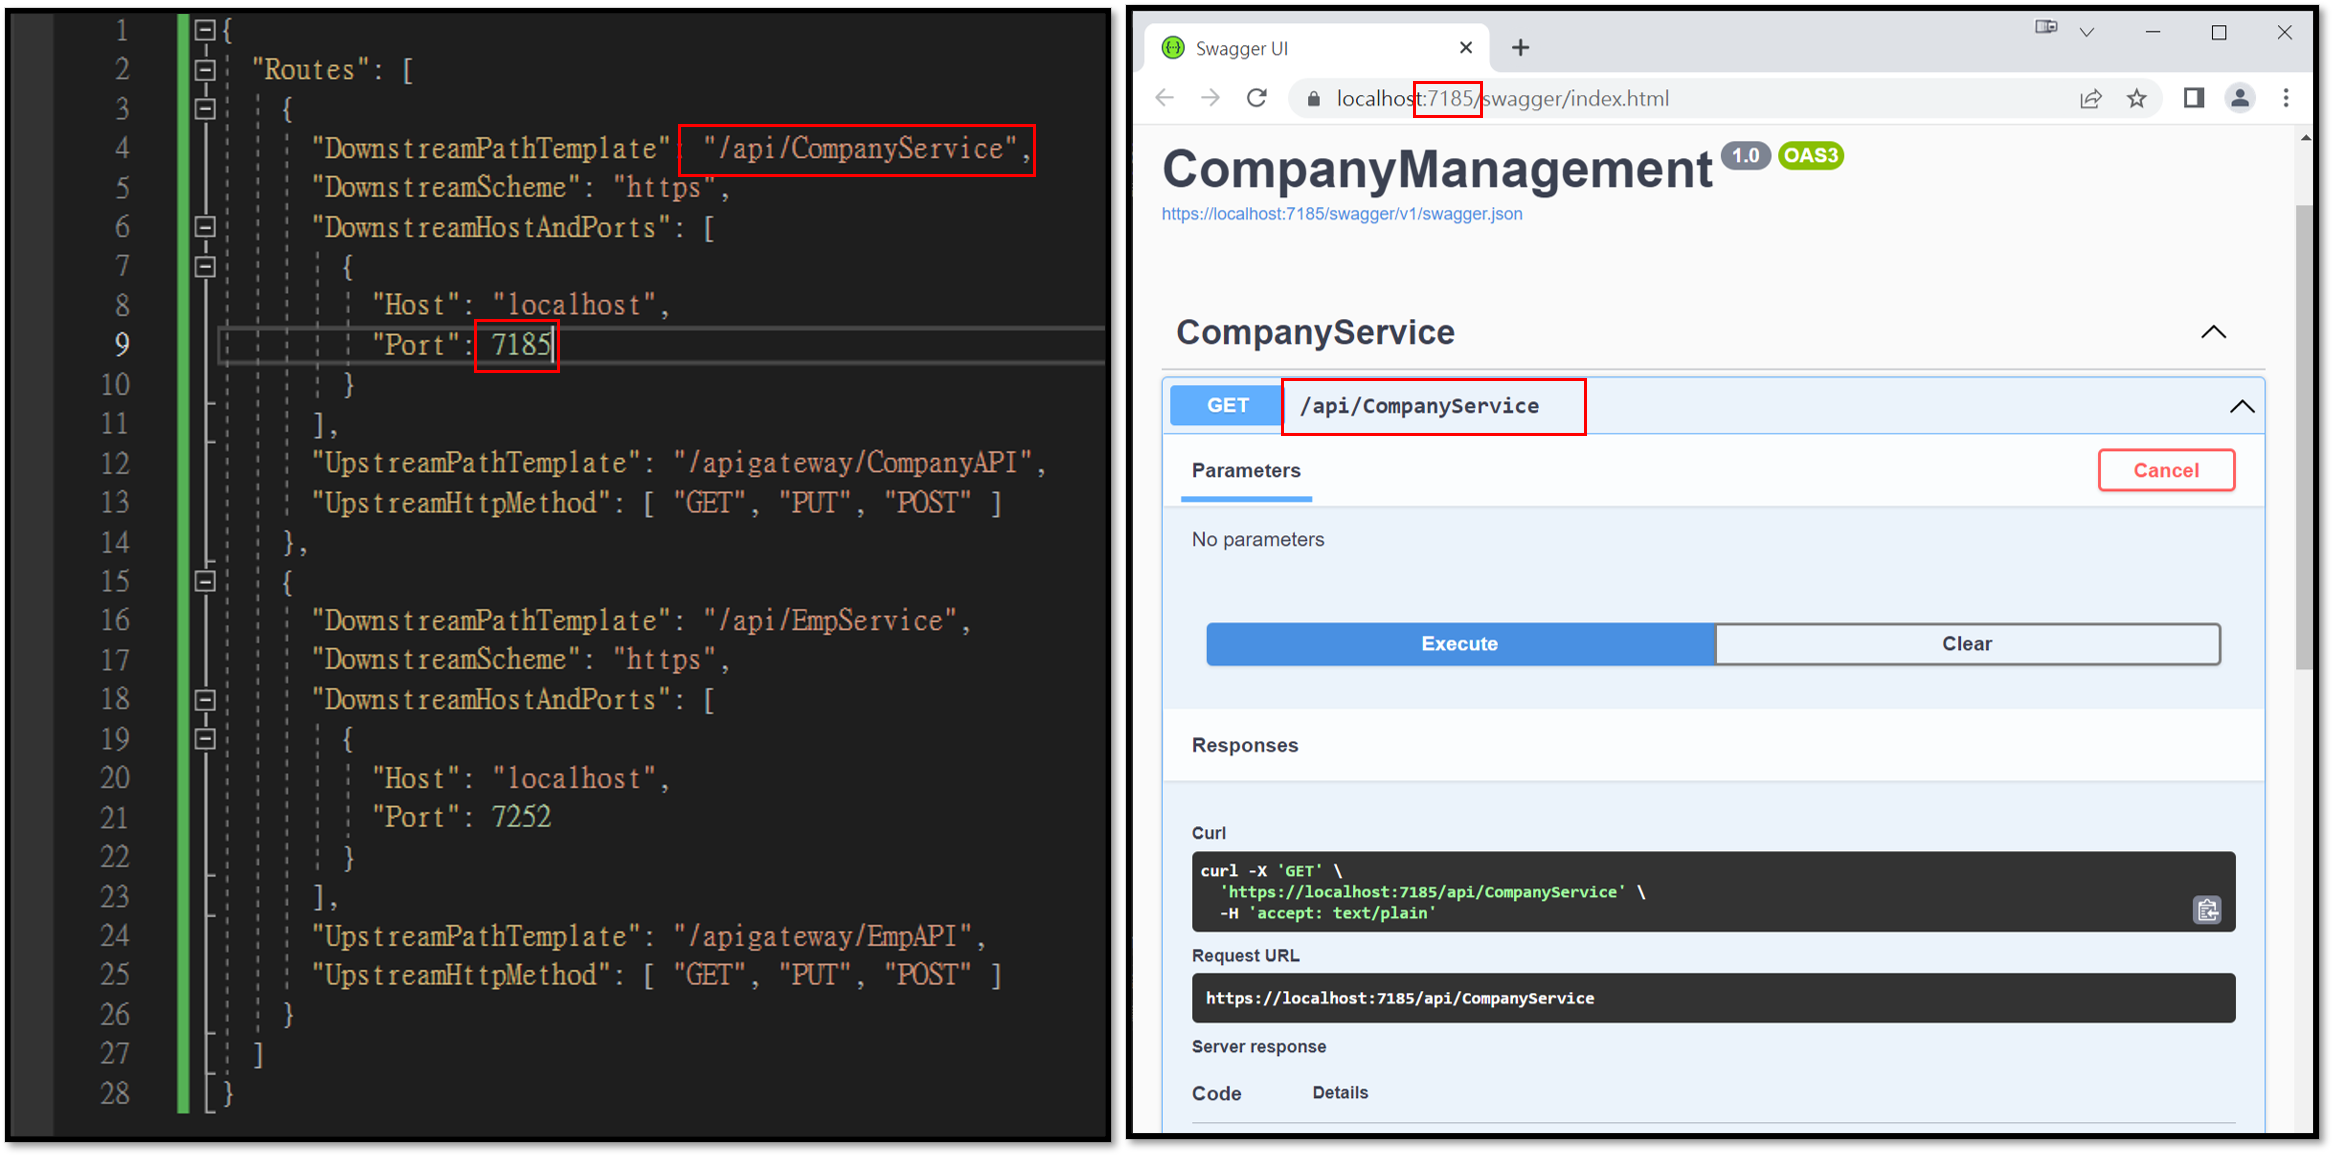 1 {
2 "Routes": [
3 {
4 "DownstreamPathTemplate": "/api/CompanyService",
5 "DownstreamScheme": "https",
6 "DownstreamHostAndPorts": [
7 {
8 "Host": "localhost",
9 "Port": 7185
10 }
11 ],
12 "UpstreamPathTemplate": "/apigateway/CompanyAPI",
13 "UpstreamHttpMethod": [ "GET", "PUT", "POST" ]
14 },
15 {
16 "DownstreamPathTemplate": "/api/EmpService",
17 "DownstreamScheme": "https",
18 "DownstreamHostAndPorts": [
19 {
20 "Host": "localhost",
21 "Port": 7252
22 }
23 ],
24 "UpstreamPathTemplate": "/apigateway/EmpAPI",
25 "UpstreamHttpMethod": [ "GET", "PUT", "POST" ]
26 }
27 ]
28 }
Swagger UI
localhost:7185/swagger/index.html
CompanyManagement 1.0 OAS3
https://localhost:7185/swagger/v1/swagger.json
CompanyService
GET /api/CompanyService
Parameters Cancel
No parameters
Execute Clear
Responses
Curl
curl -X 'GET' \
'https://localhost:7185/api/CompanyService' \
-H 'accept: text/plain'
Request URL
https://localhost:7185/api/CompanyService
Server response
Code Details